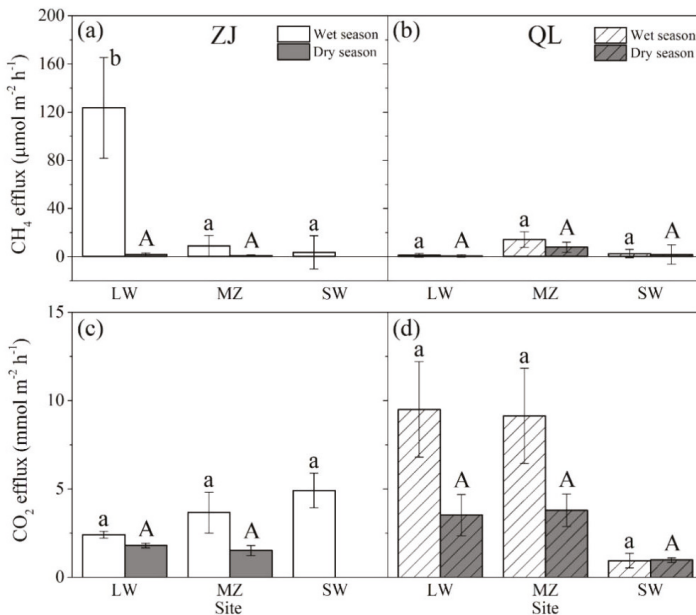 (a) ZJ
Wet season
Dry season
(b) QL
Wet season
Dry season
200
160
120
80
40
0
CH₄ efflux (μmol m⁻² h⁻¹)
b
A
a
A
a
a
A
a
A
a
A
LW MZ SW LW MZ SW
(c)
(d)
15
10
5
0
CO₂ efflux (mmol m⁻² h⁻¹)
a
A
a
A
a
a
A
a
A
a
A
LW MZ SW LW MZ SW
Site Site